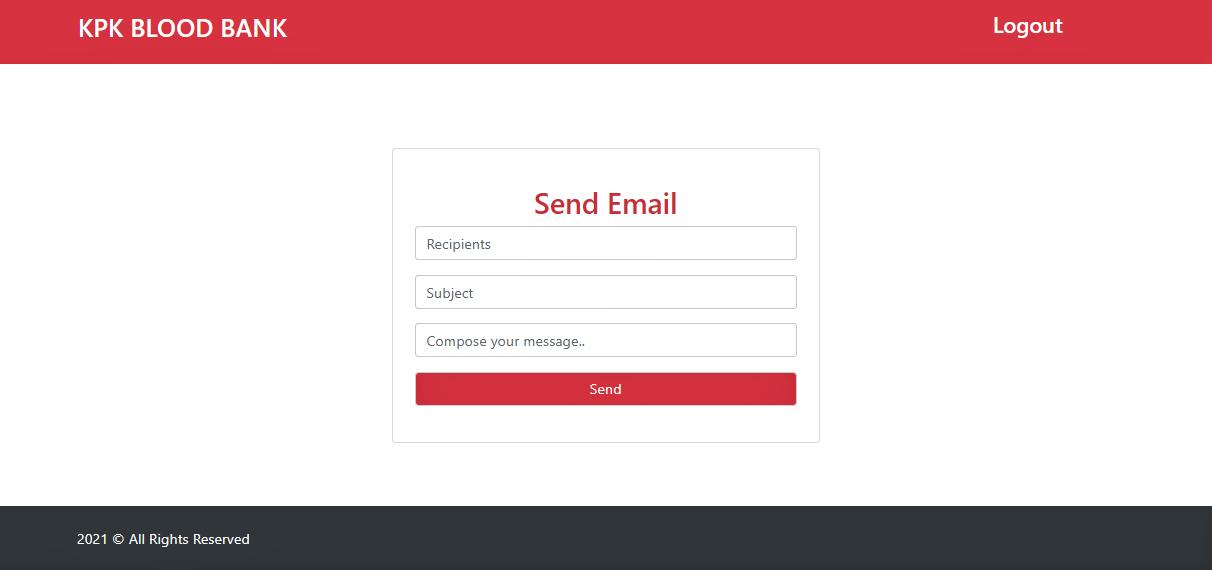 KPK BLOOD BANK
Logout
Send Email
Recipients
Subject
Compose your message..
Send
2021 © All Rights Reserved